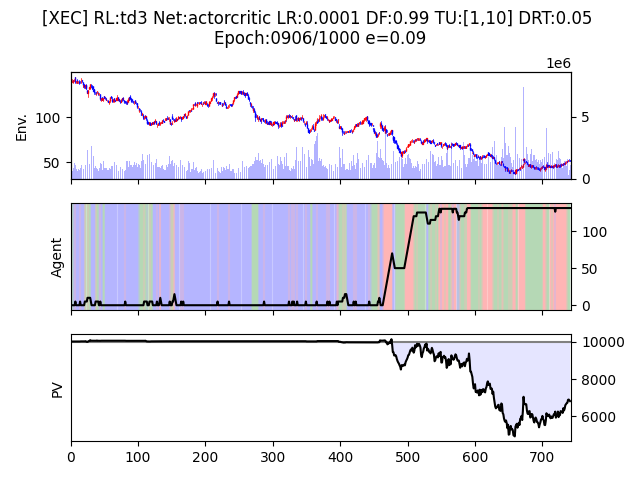 [XEC] RL:td3 Net:actorcritic LR:0.0001 DF:0.99 TU:[1,10] DRT:0.05
Epoch:0906/1000 e=0.09
1e6
Env.
100
50
5
0
Agent
100
50
0
PV
10000
8000
6000
0 100 200 300 400 500 600 700